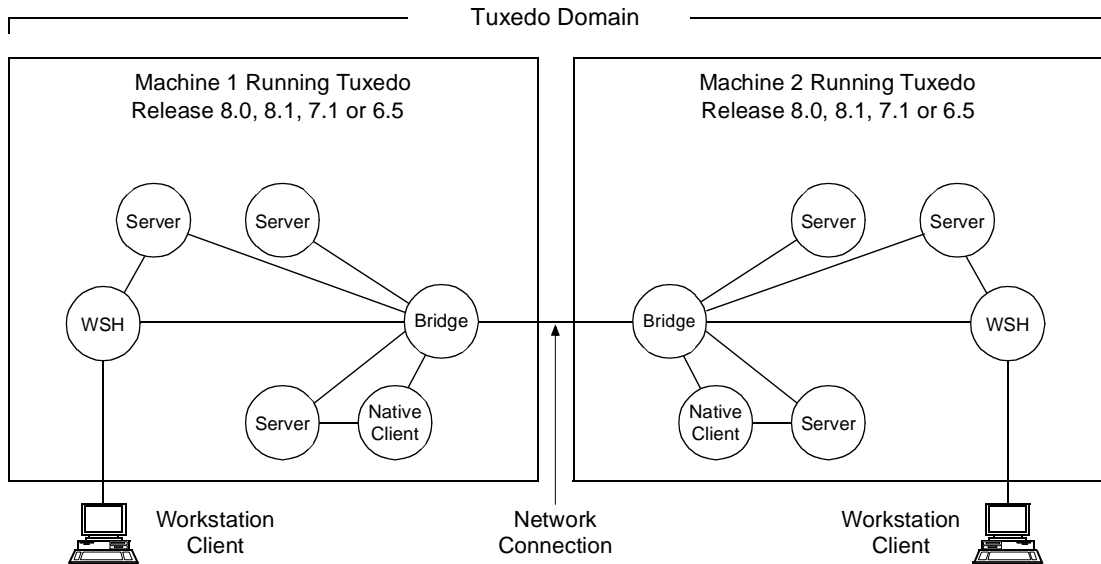 Tuxedo Domain
Machine 1 Running Tuxedo
Release 8.0, 8.1, 7.1 or 6.5
Machine 2 Running Tuxedo
Release 8.0, 8.1, 7.1 or 6.5
Server
Server
Server
Server
WSH
Bridge
Bridge
WSH
Server
Native
Client
Native
Client
Server
Workstation
Client
Network
Connection
Workstation
Client